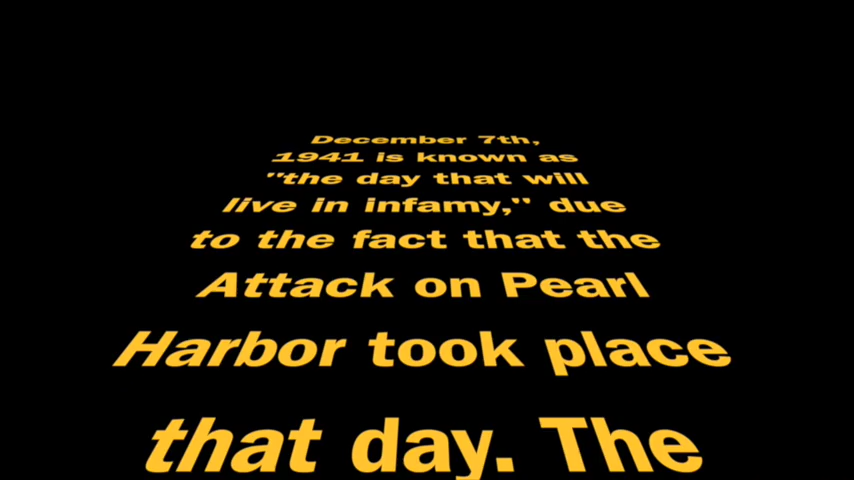 December 7th,
1941 is known as
"the day that will
live in infamy," due
to the fact that the
Attack on Pearl
Harbor took place
that day. The